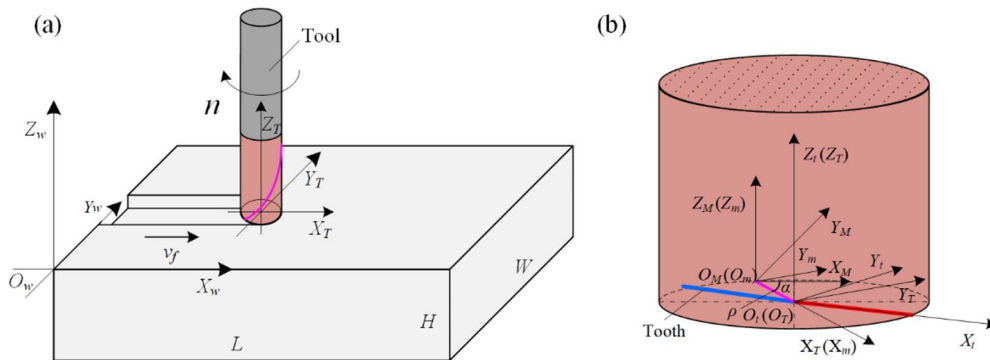 (a)
Tool
n
Z_T
Z_w
Y_T
Y_w
X_T
v_f
O_w
X_w
W
H
L
(b)
Z_t(Z_T)
Z_M(Z_m)
Y_M
Y_m
X_M
Y_t
O_M(O_m)
α
Y_T
ρ
O_t(O_T)
Tooth
X_T(X_m)
X_t